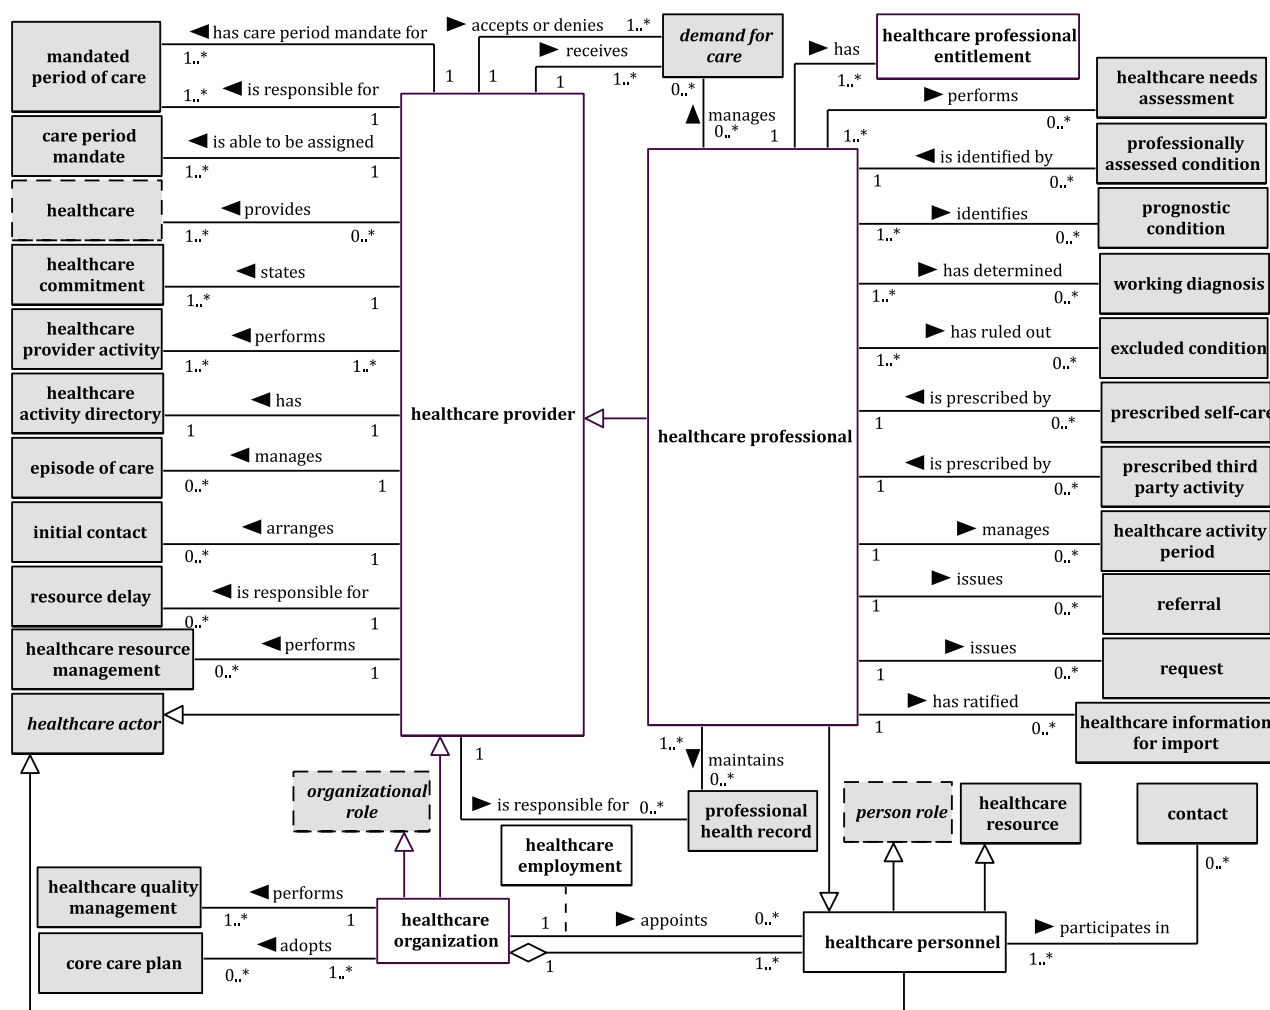 ◄ has care period mandate for
1..*
1
► accepts or denies
1..*
1
► receives
1..*
1
demand for
care
0..*
▲ manages
0..*
mandated
period of care
◄ is responsible for
1..*
1
care period
mandate
◄ is able to be assigned
1..*
1
healthcare
◄ provides
1..*
0..*
healthcare
commitment
◄ states
1..*
1
healthcare
provider activity
◄ performs
1..*
1..*
healthcare
activity directory
◄ has
1
1
episode of care
◄ manages
0..*
1
initial contact
◄ arranges
0..*
1
resource delay
◄ is responsible for
0..*
1
healthcare resource
management
◄ performs
0..*
1
healthcare actor
healthcare provider
healthcare professional
► has
1..*
1
healthcare professional
entitlement
► performs
1..*
0..*
healthcare needs
assessment
◄ is identified by
1
0..*
professionally
assessed condition
► identifies
1..*
0..*
prognostic
condition
► has determined
1..*
0..*
working diagnosis
► has ruled out
1..*
0..*
excluded condition
◄ is prescribed by
1
0..*
prescribed self-care
◄ is prescribed by
1
0..*
prescribed third
party activity
► manages
1
0..*
healthcare activity
period
► issues
1
0..*
referral
► issues
1
0..*
request
► has ratified
1
0..*
healthcare information
for import
1..*
▼ maintains
0..*
1
► is responsible for
0..*
professional
health record
organizational
role
healthcare
employment
person role
healthcare
resource
contact
0..*
healthcare quality
management
◄ performs
1..*
1
core care plan
◄ adopts
0..*
1..*
healthcare
organization
1
► appoints
0..*
1
1..*
healthcare personnel
► participates in
1..*